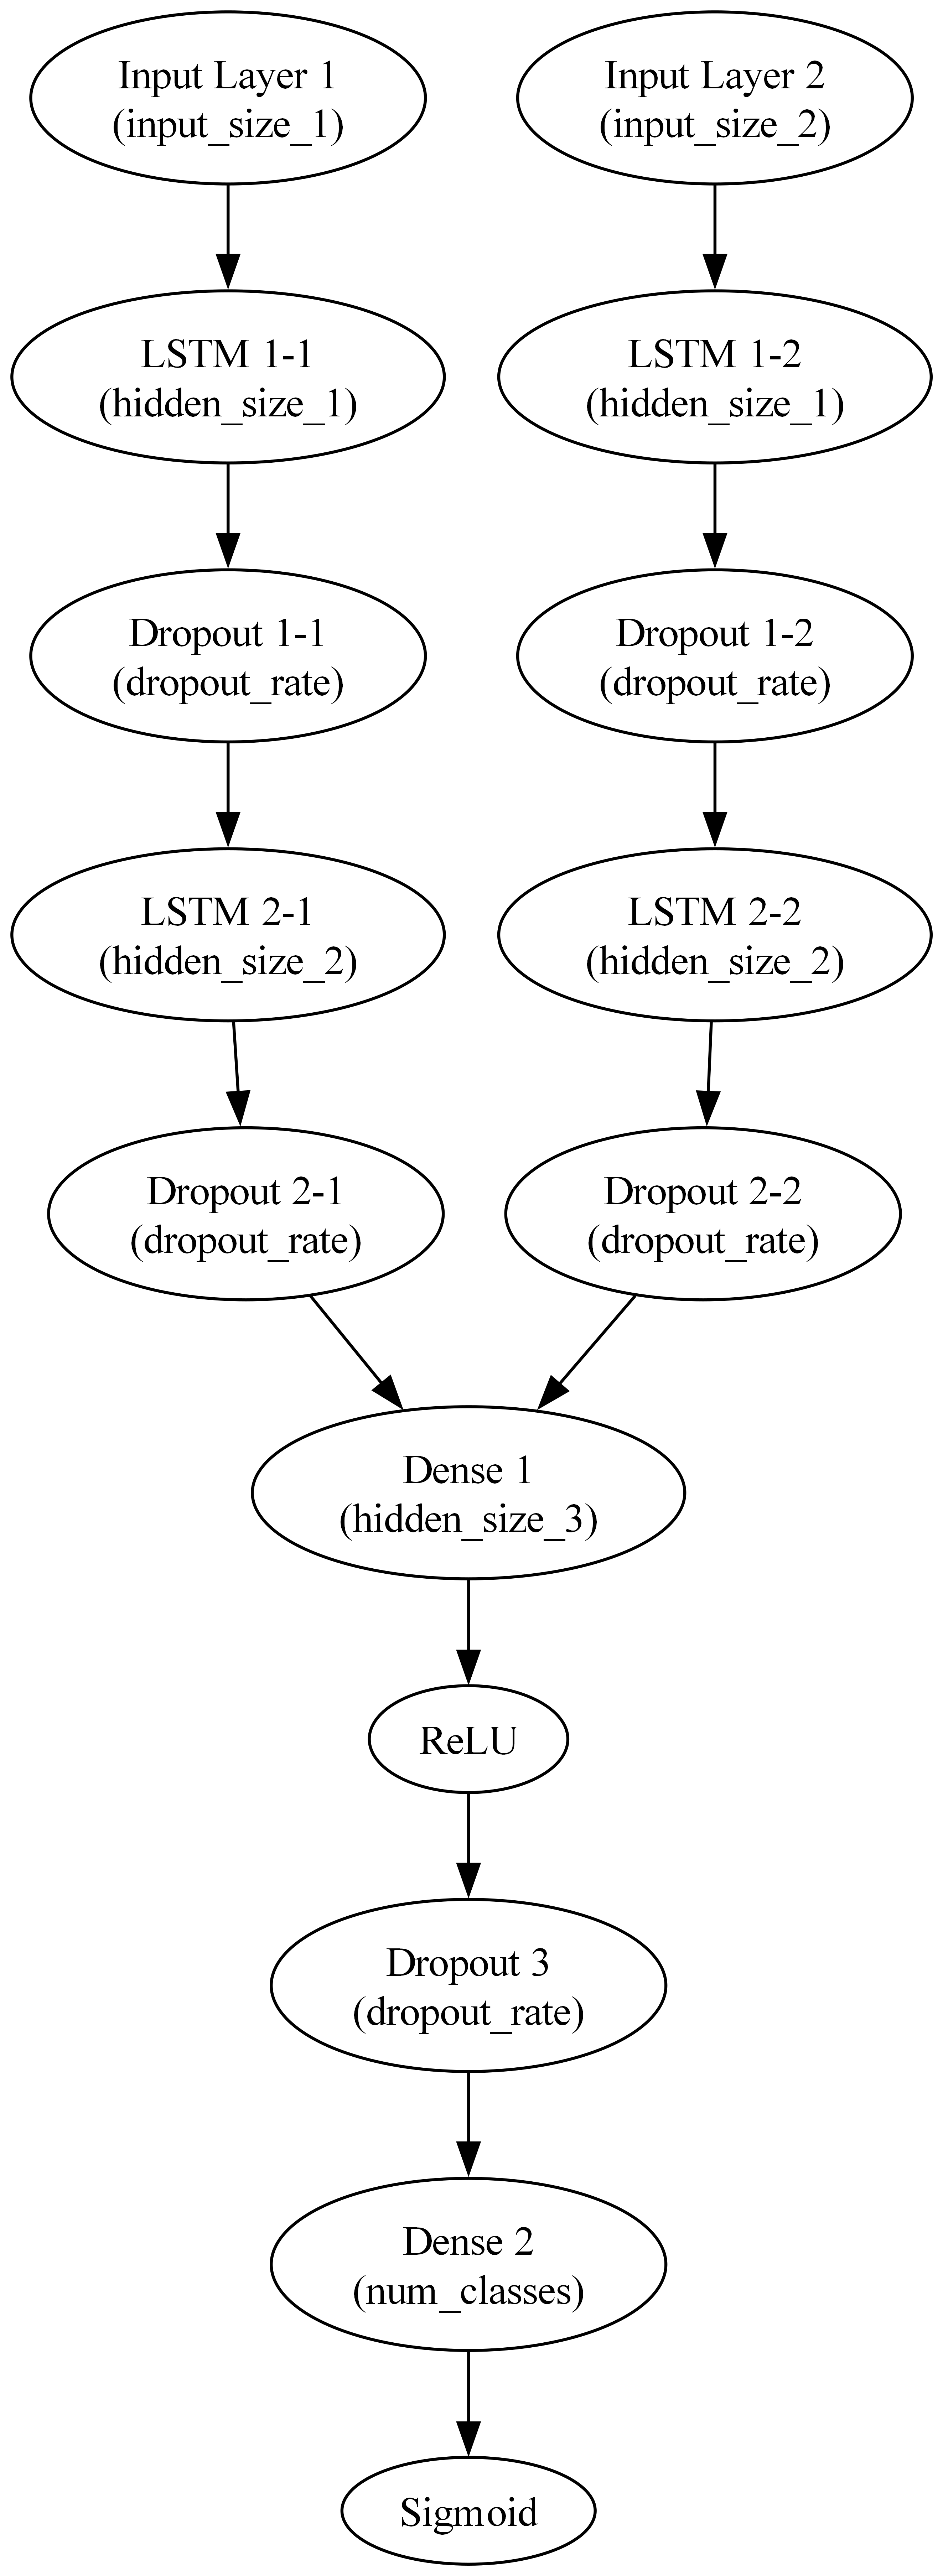 Input Layer 1
(input_size_1)
Input Layer 2
(input_size_2)
LSTM 1-1
(hidden_size_1)
LSTM 1-2
(hidden_size_1)
Dropout 1-1
(dropout_rate)
Dropout 1-2
(dropout_rate)
LSTM 2-1
(hidden_size_2)
LSTM 2-2
(hidden_size_2)
Dropout 2-1
(dropout_rate)
Dropout 2-2
(dropout_rate)
Dense 1
(hidden_size_3)
ReLU
Dropout 3
(dropout_rate)
Dense 2
(num_classes)
Sigmoid